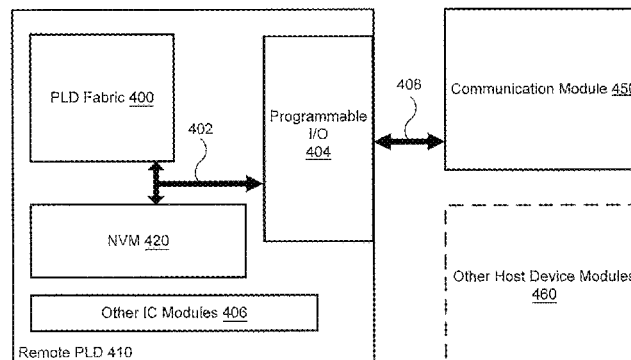 PLD Fabric 400
402
Programmable
I/O
404
408
Communication Module 450
NVM 420
Other IC Modules 406
Other Host Device Modules
460
Remote PLD 410